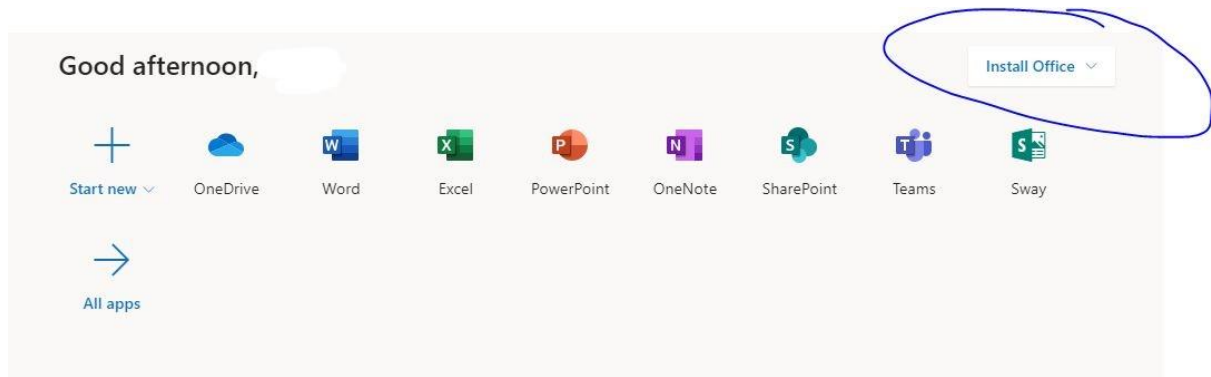 Good afternoon,
Install Office
Start new
OneDrive
Word
Excel
PowerPoint
OneNote
SharePoint
Teams
Sway
All apps
W
X
P
N
S
T
S